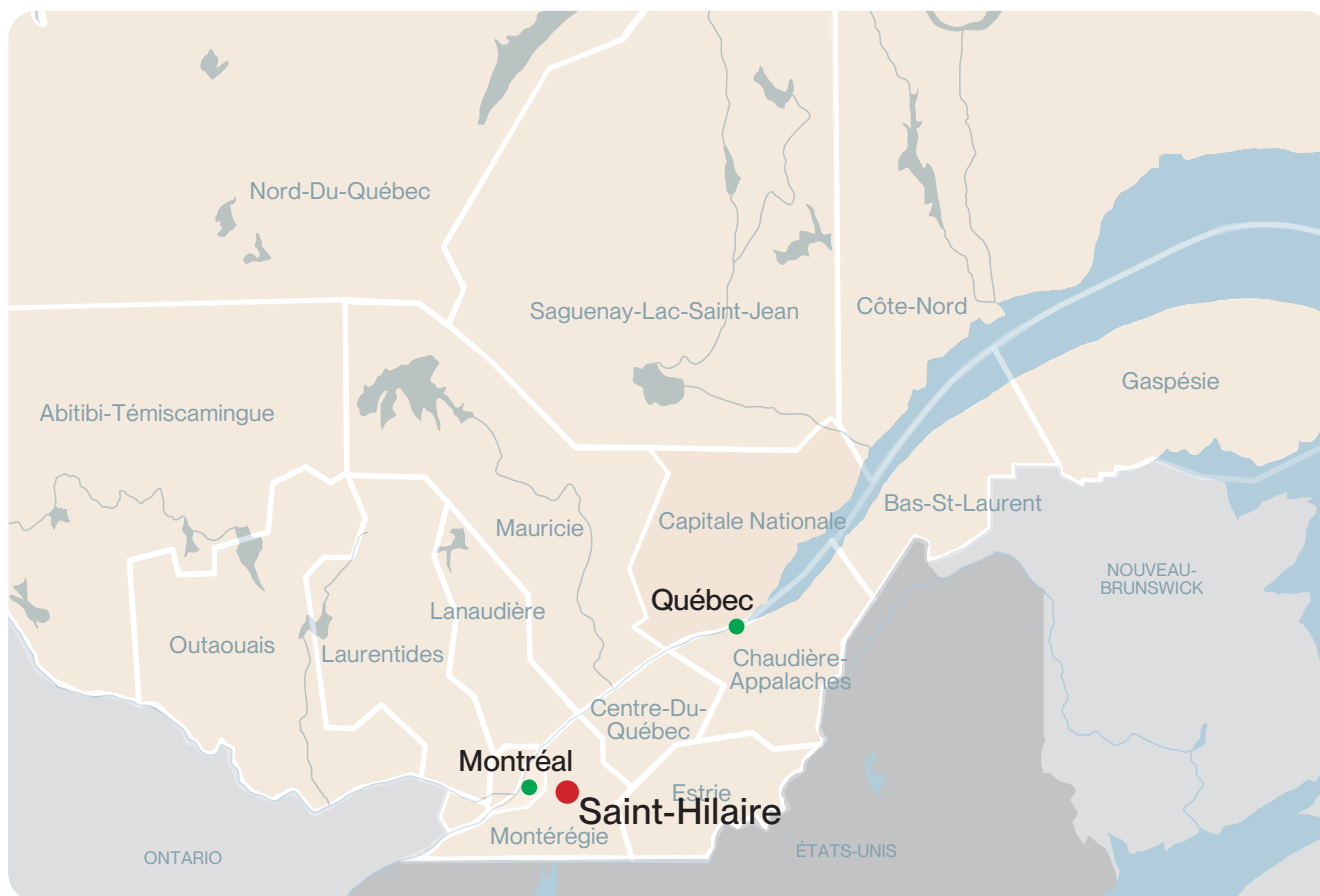 Nord-Du-Québec
Saguenay-Lac-Saint-Jean
Côte-Nord
Gaspésie
Abitibi-Témiscamingue
Bas-St-Laurent
Capitale Nationale
Mauricie
NOUVEAU-
BRUNSWICK
Québec
Lanaudière
Outaouais
Laurentides
Chaudière-
Appalaches
Centre-Du-
Québec
Montréal
Estrie
Saint-Hilaire
Montérégie
ONTARIO
ÉTATS-UNIS